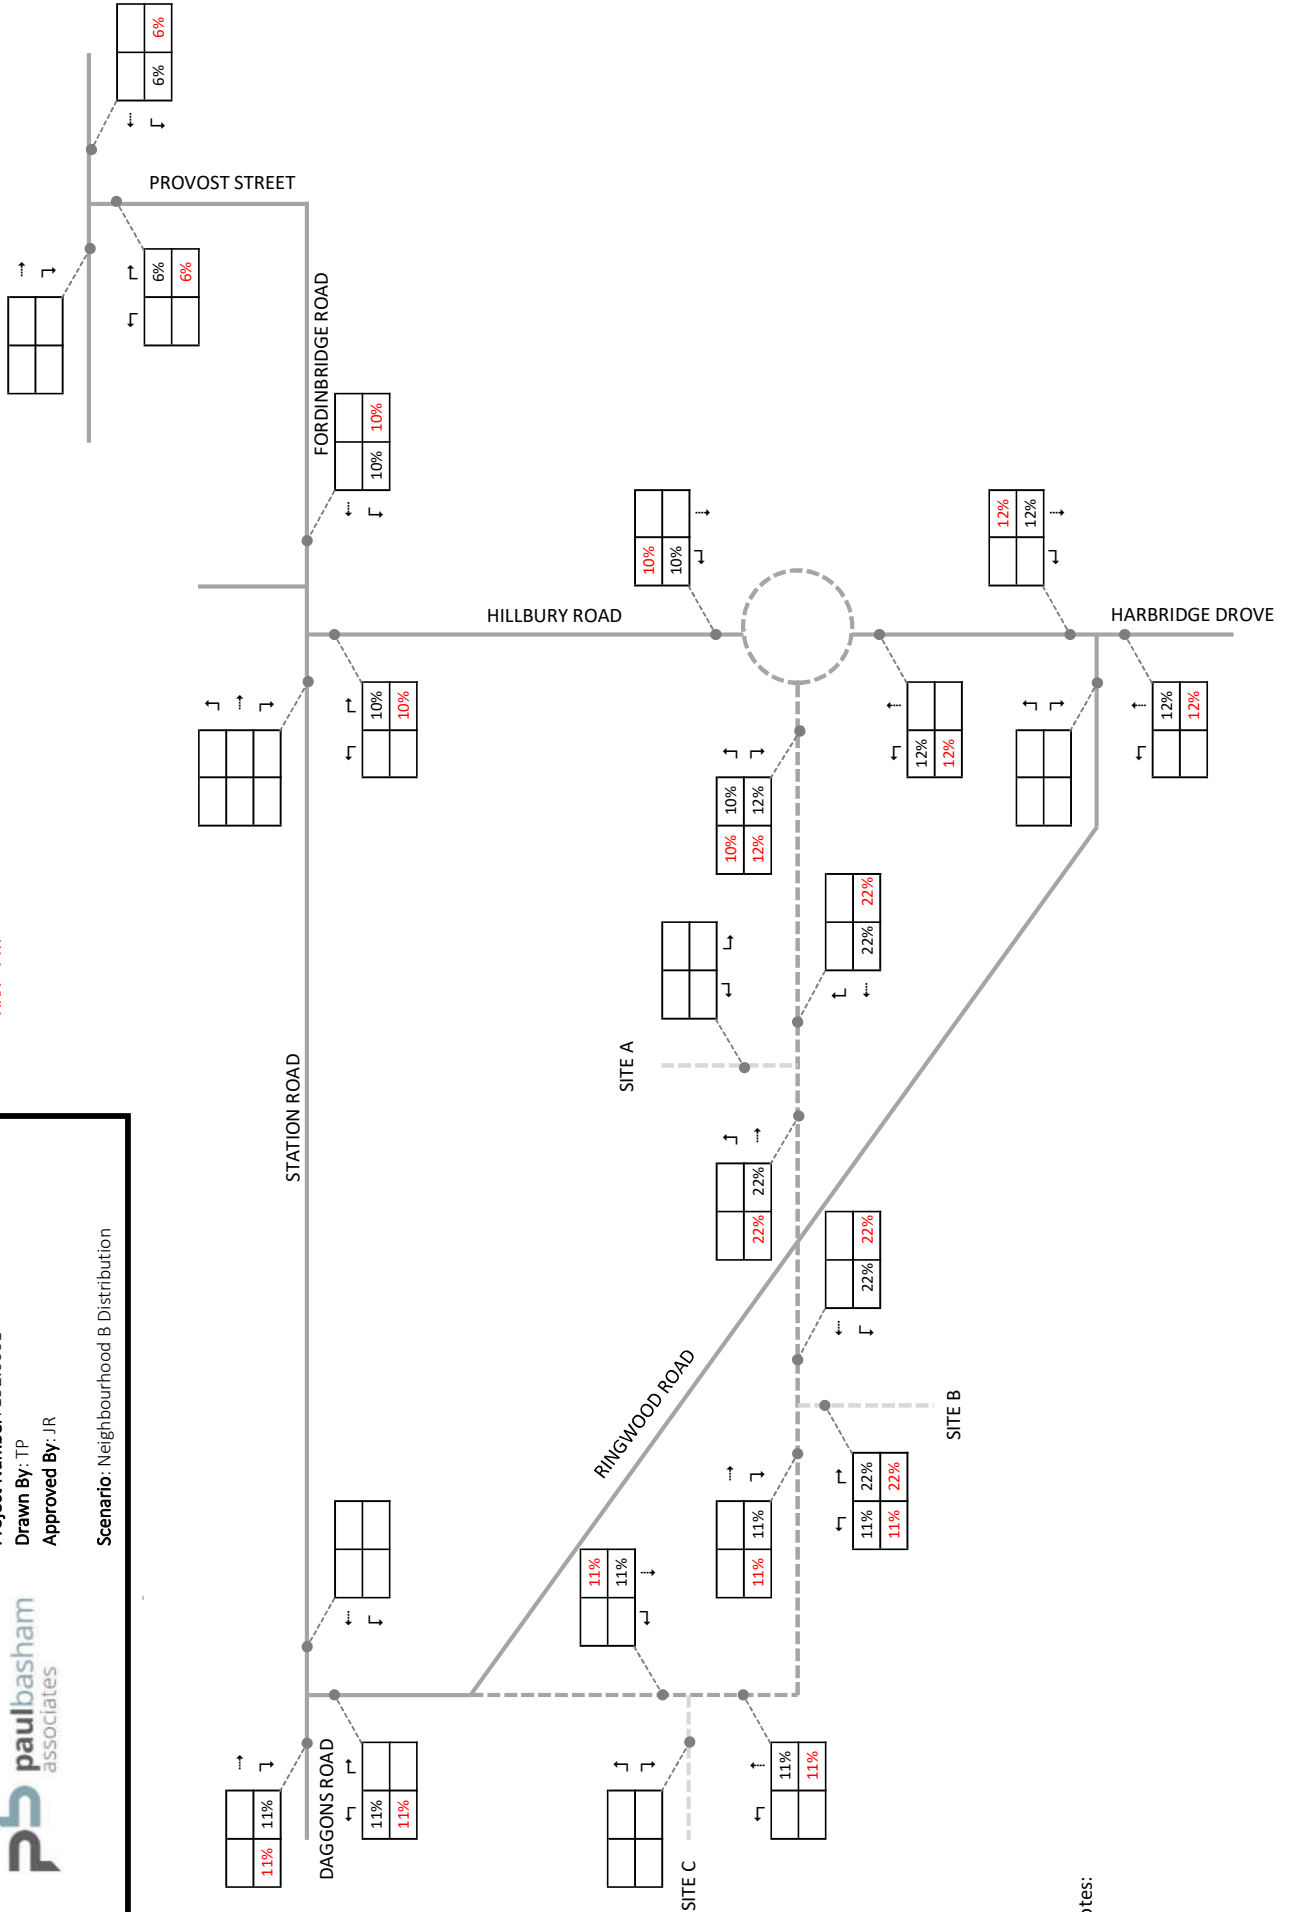 paulbasham
associates
Drawn By: TP
Approved By: JR
Scenario: Neighbourhood B Distribution
6%
6%
PROVOST STREET
6%
6%
FORDINBRIDGE ROAD
10%
10%
HILLBURY ROAD
10%
10%
10%
10%
HARBRIDGE DROVE
12%
12%
12%
12%
12%
12%
10%
10%
12%
12%
22%
22%
SITE A
STATION ROAD
22%
22%
22%
22%
RINGWOOD ROAD
SITE B
11%
11%
11%
22%
11%
22%
11%
11%
DAGGONS ROAD
11%
11%
11%
11%
SITE C
11%
11%